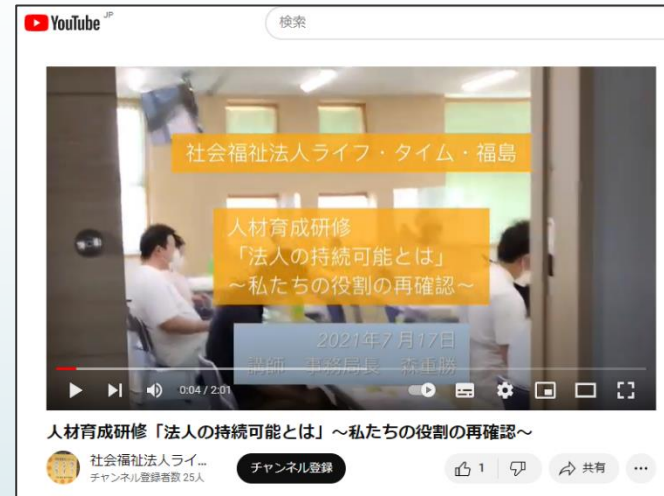 YouTube JP
検索
社会福祉法人ライフ・タイム・福島
人材育成研修
「法人の持続可能とは」
～私たちの役割の再確認～
2021年7月17日
講師　事務局長　森重勝
0:04 / 2:01
人材育成研修「法人の持続可能とは」～私たちの役割の再確認～
社会福祉法人ライ...
チャンネル登録者数 25人
チャンネル登録
1
共有